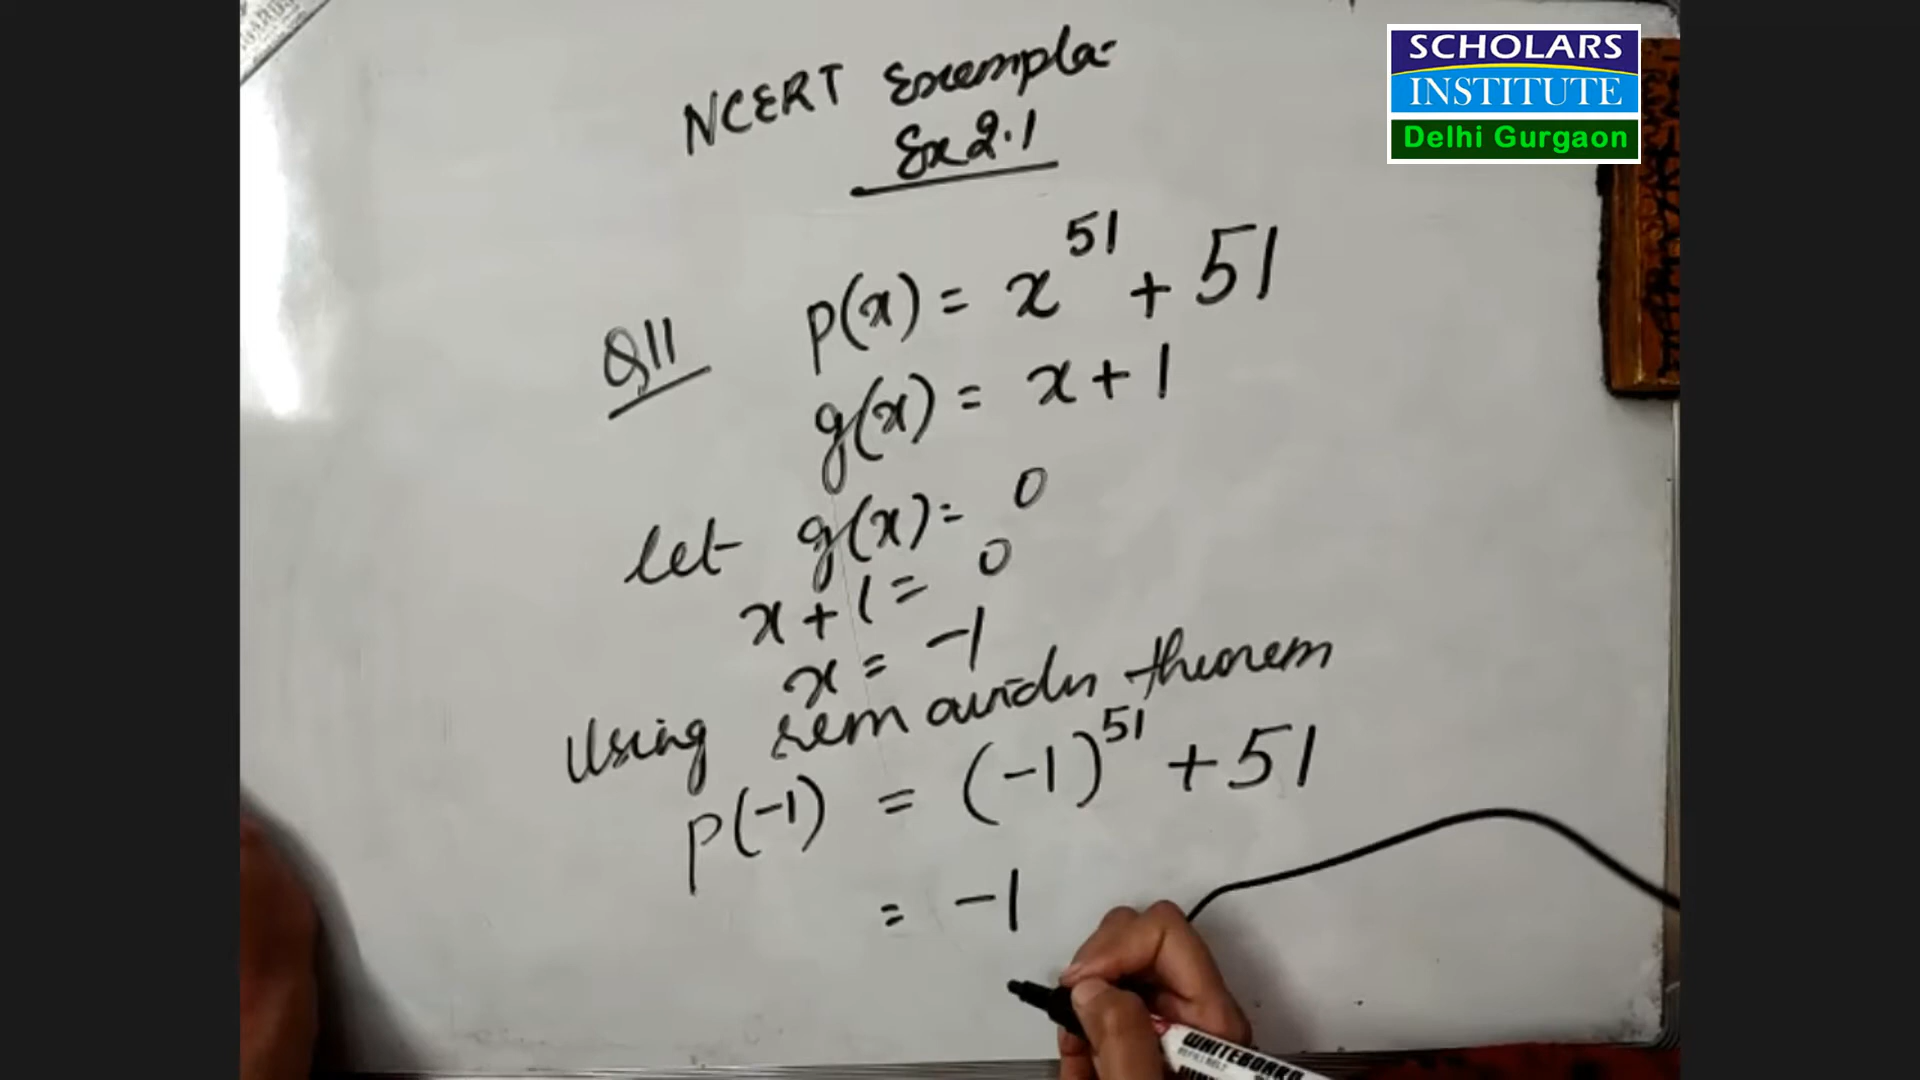 SCHOLARS
INSTITUTE
Delhi Gurgaon
NCERT Exemplar
Ex 2.1
Q11 p(x) = x^51 + 51
g(x) = x + 1
let g(x) = 0
x + 1 = 0
x = -1
Using remainder theorem
p(-1) = (-1)^51 + 51
= -1
WHITEBOARD